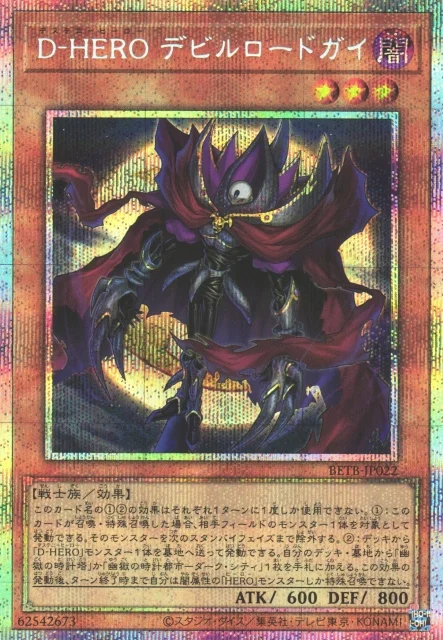 D-HERO デビルロードガイ
闇
BETB-JP022
【戦士族/効果】
このカード名の①②の効果はそれぞれ1ターンに1度しか使用できない。①:この
カードが召喚・特殊召喚した場合、相手フィールドのモンスター1体を対象として
発動できる。そのモンスターを次のスタンバイフェイズまで除外する。②:デッキから
「D-HERO」モンスター1体を墓地へ送って発動できる。自分のデッキ・墓地から「幽
獄の時計塔」か「幽獄の時計都市-ダーク・シティ」1枚を手札に加える。この効果の
発動後、ターン終了時まで自分は闇属性の「HERO」モンスターしか特殊召喚できない。
ATK/ 600 DEF/ 800
62542673
©スタジオ・ダイス/集英社・テレビ東京・KONAMI